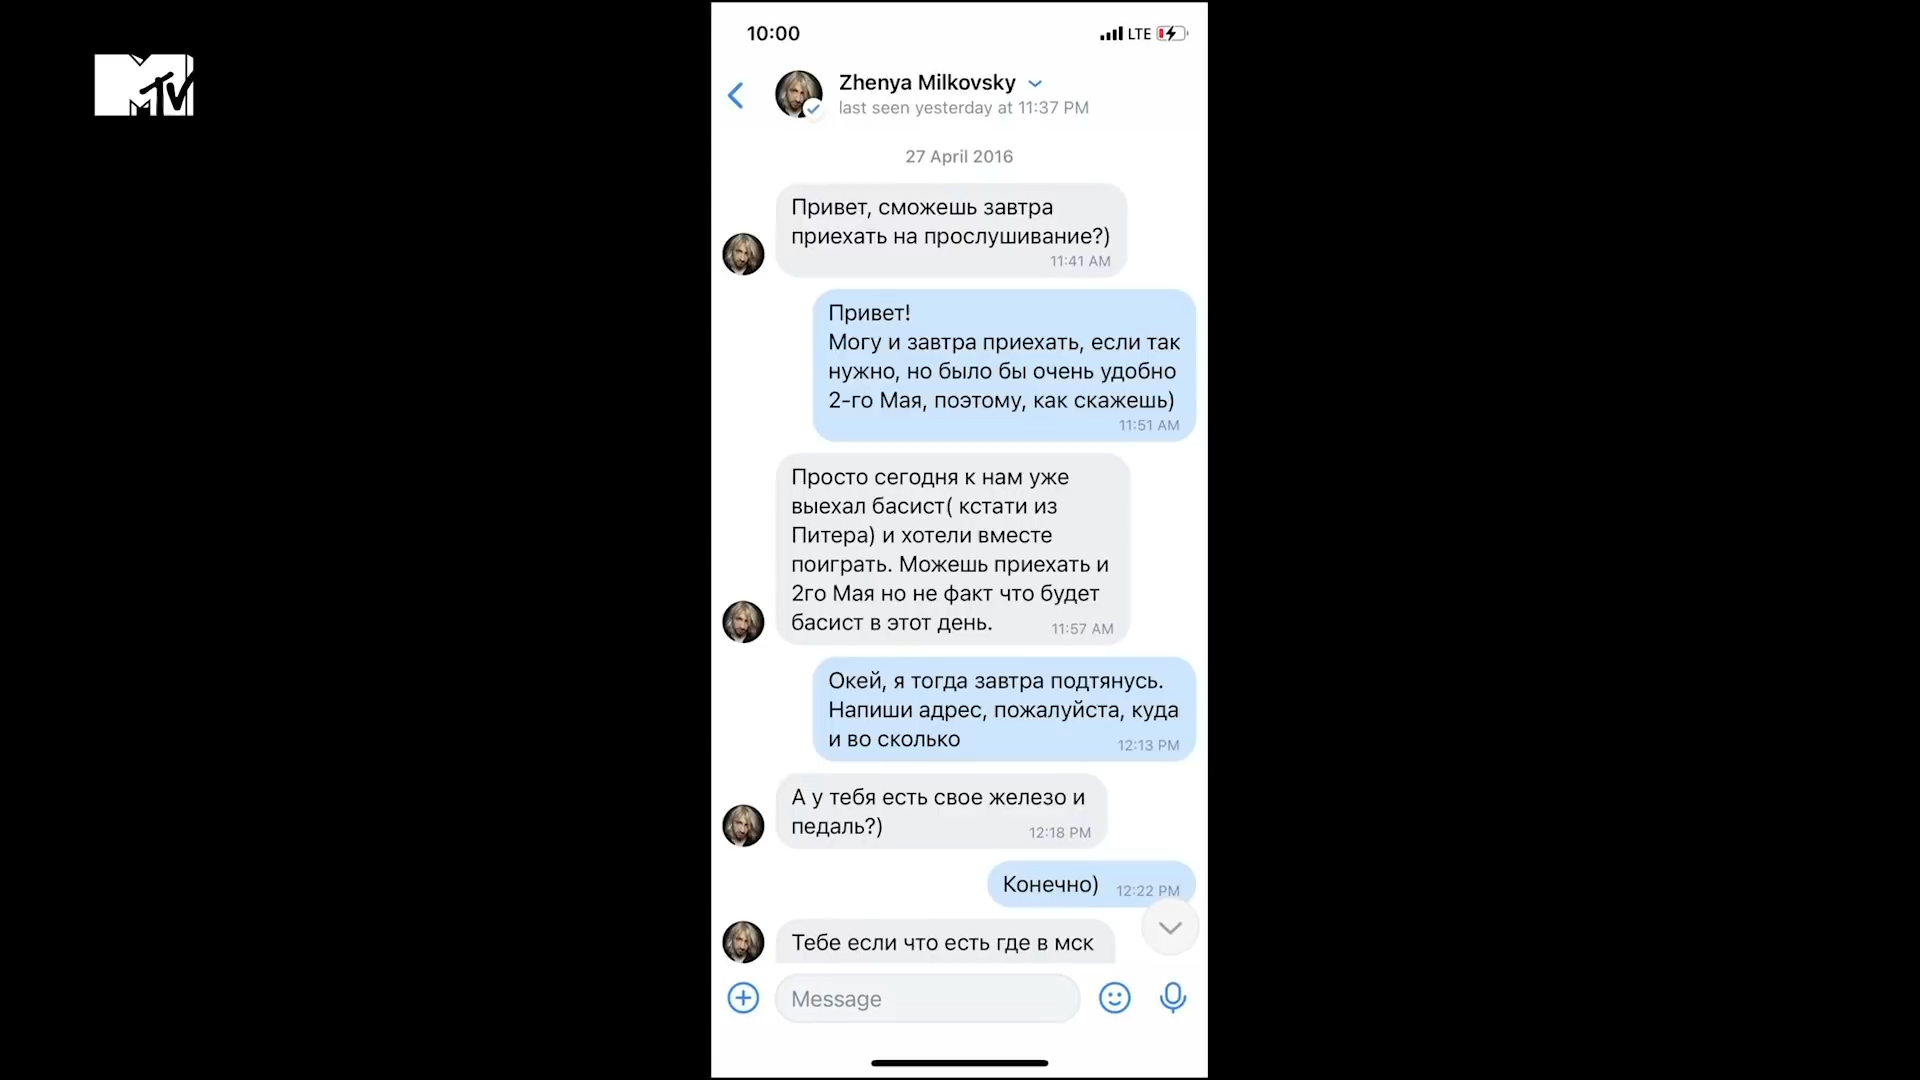 MTV
10:00
LTE
Zhenya Milkovsky
last seen yesterday at 11:37 PM
27 April 2016
Привет, сможешь завтра
приехать на прослушивание?)
11:41 AM
Привет!
Могу и завтра приехать, если так
нужно, но было бы очень удобно
2-го Мая, поэтому, как скажешь)
11:51 AM
Просто сегодня к нам уже
выехал басист( кстати из
Питера) и хотели вместе
поиграть. Можешь приехать и
2го Мая но не факт что будет
басист в этот день.
11:57 AM
Окей, я тогда завтра подтянусь.
Напиши адрес, пожалуйста, куда
и во сколько
12:13 PM
А у тебя есть свое железо и
педаль?)
12:18 PM
Конечно)
12:22 PM
Тебе если что есть где в мск
Message